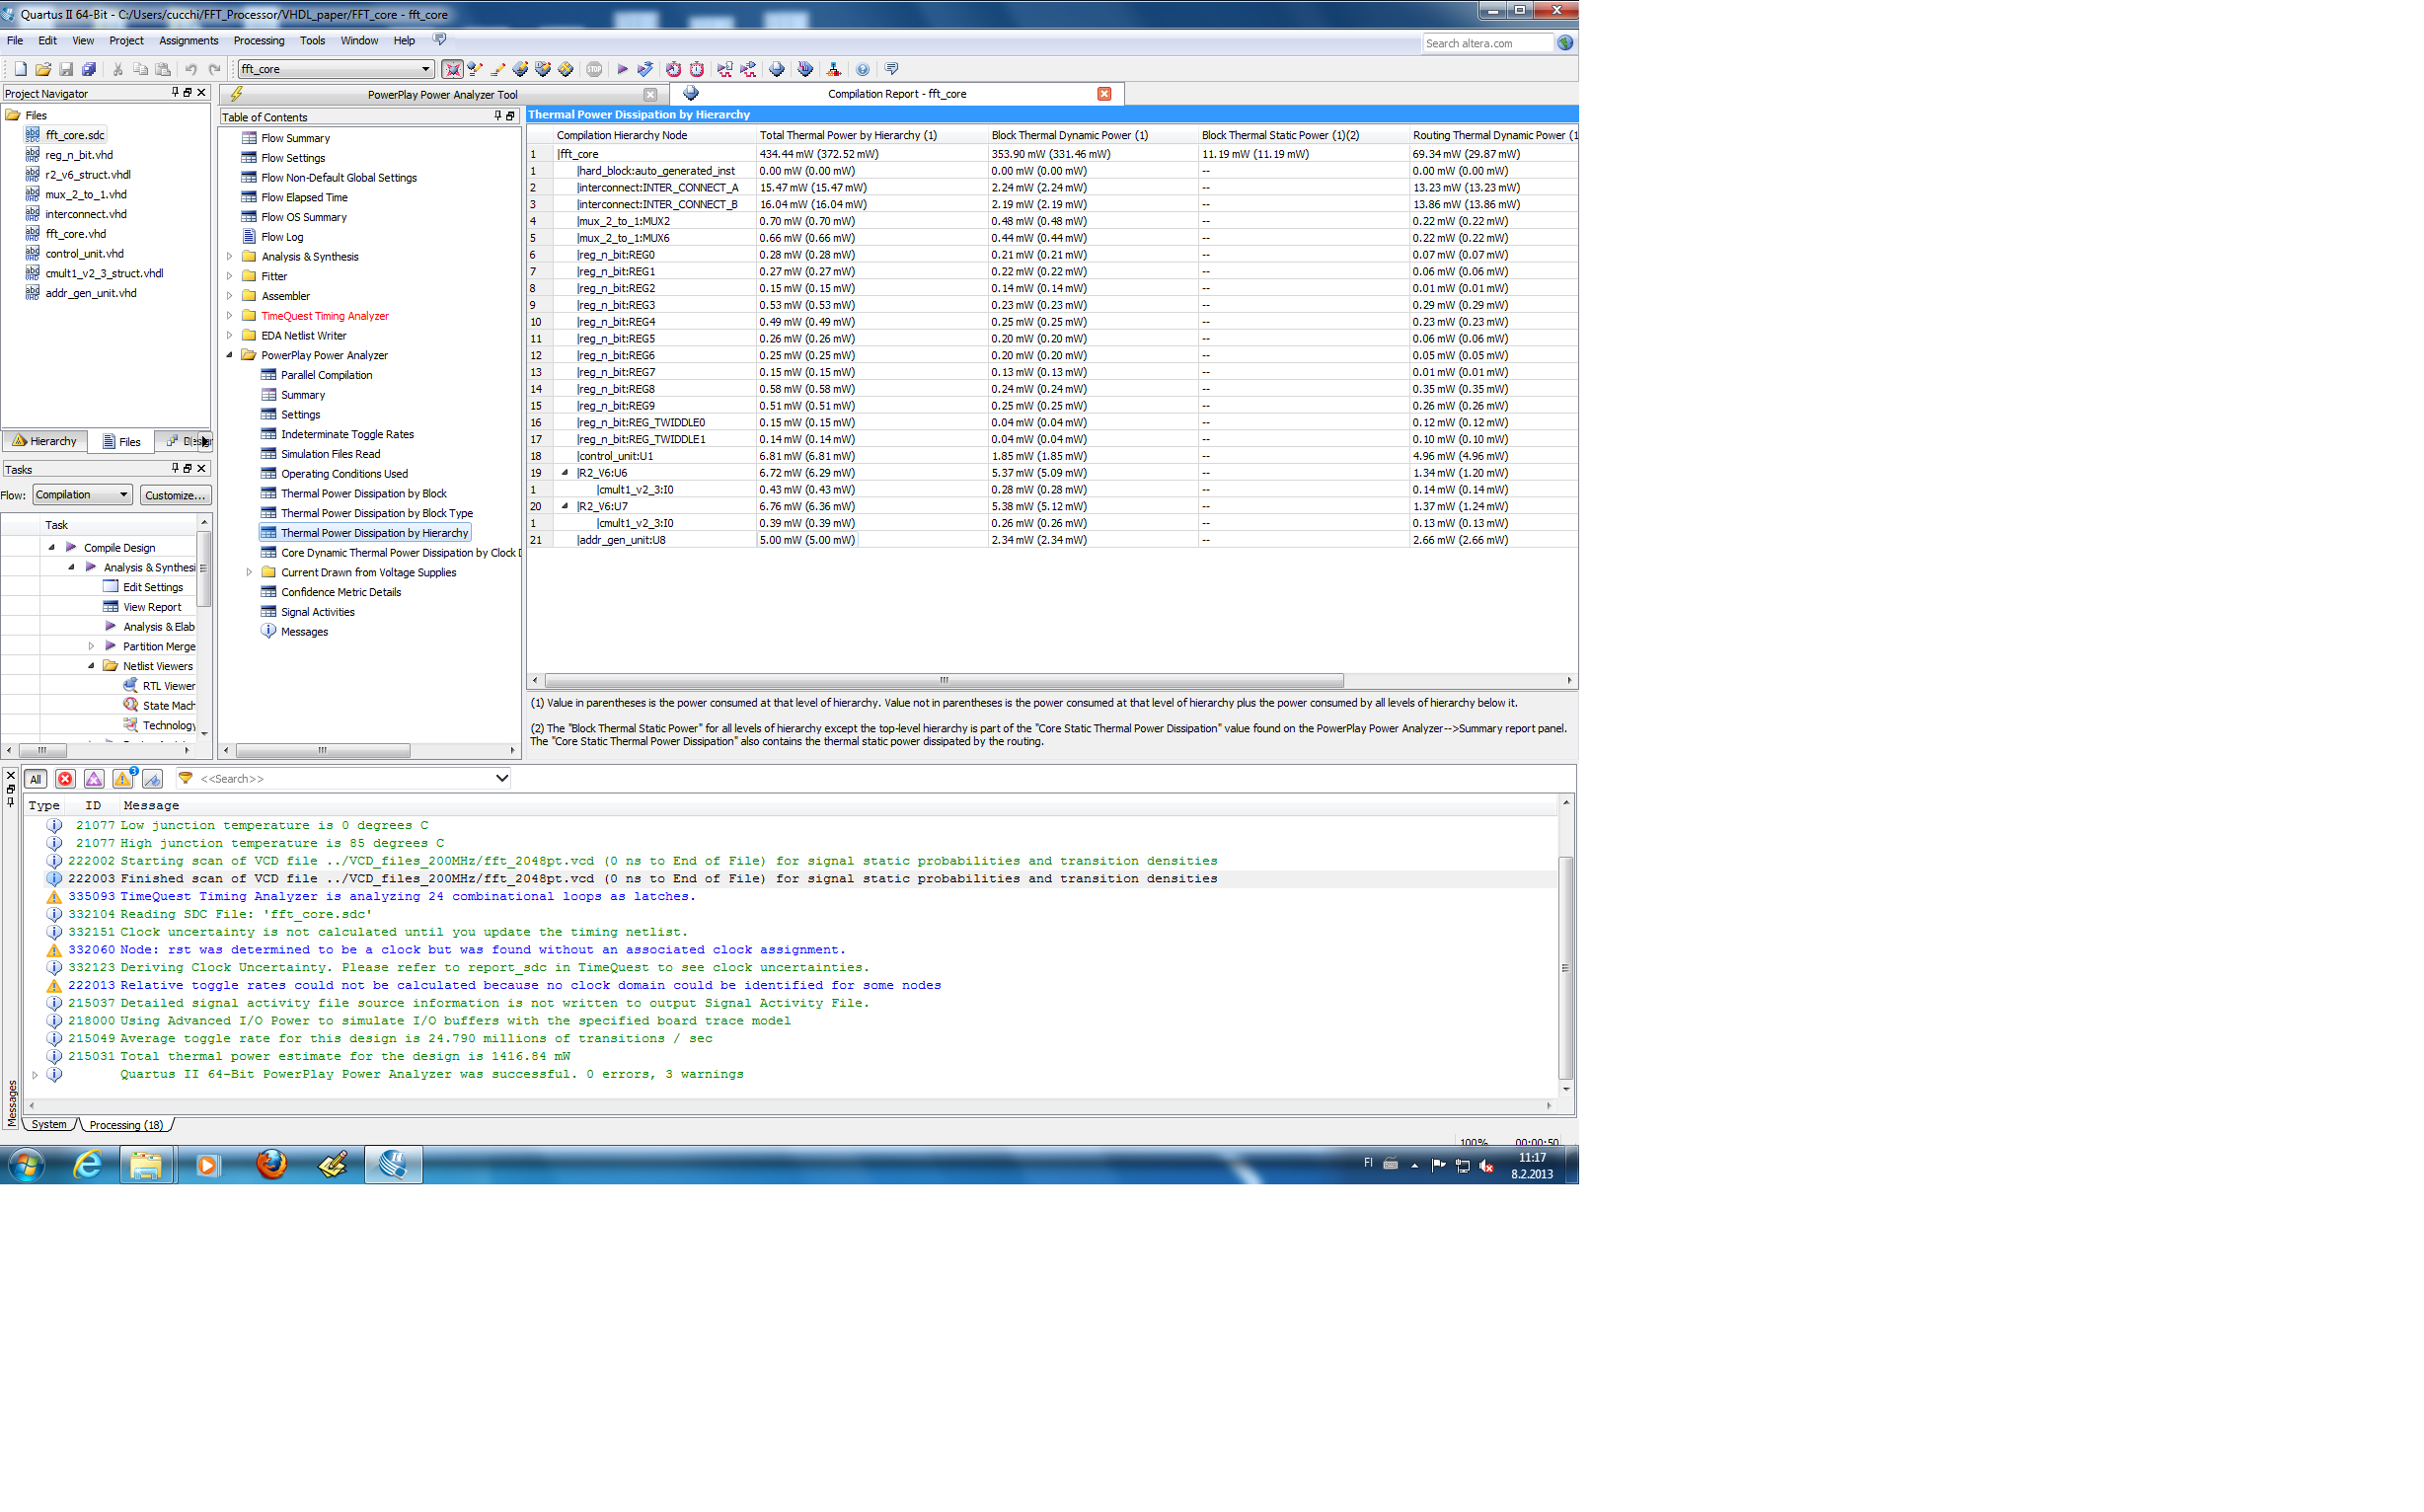 Quartus II 64-Bit - C:/Users/cucchi/FFT_Processor/VHDL_paper/FFT_core - fft_core
File Edit View Project Assignments Processing Tools Window Help
Search altera.com
fft_core
Project Navigator
Files
fft_core.sdc
reg_n_bit.vhd
r2_v6_struct.vhdl
mux_2_to_1.vhd
interconnect.vhd
fft_core.vhd
control_unit.vhd
cmult1_v2_3_struct.vhdl
addr_gen_unit.vhd
Hierarchy Files
Tasks
Flow: Compilation Customize...
Task
Compile Design
Analysis & Synthesi
Edit Settings
View Report
Analysis & Elab
Partition Merge
Netlist Viewers
RTL Viewer
State Mach
Technology
PowerPlay Power Analyzer Tool
Compilation Report - fft_core
Table of Contents
Flow Summary
Flow Settings
Flow Non-Default Global Settings
Flow Elapsed Time
Flow OS Summary
Flow Log
Analysis & Synthesis
Fitter
Assembler
TimeQuest Timing Analyzer
EDA Netlist Writer
PowerPlay Power Analyzer
Parallel Compilation
Summary
Settings
Indeterminate Toggle Rates
Simulation Files Read
Operating Conditions Used
Thermal Power Dissipation by Block
Thermal Power Dissipation by Block Type
Thermal Power Dissipation by Hierarchy
Core Dynamic Thermal Power Dissipation by Clock D
Current Drawn from Voltage Supplies
Confidence Metric Details
Signal Activities
Messages
Thermal Power Dissipation by Hierarchy
Compilation Hierarchy Node Total Thermal Power by Hierarchy (1) Block Thermal Dynamic Power (1) Block Thermal Static Power (1)(2) Routing Thermal Dynamic Power (1
1 |fft_core 434.44 mW (372.52 mW) 353.90 mW (331.46 mW) 11.19 mW (11.19 mW) 69.34 mW (29.87 mW)
1 |hard_block:auto_generated_inst 0.00 mW (0.00 mW) 0.00 mW (0.00 mW) -- 0.00 mW (0.00 mW)
2 |interconnect:INTER_CONNECT_A 15.47 mW (15.47 mW) 2.24 mW (2.24 mW) -- 13.23 mW (13.23 mW)
3 |interconnect:INTER_CONNECT_B 16.04 mW (16.04 mW) 2.19 mW (2.19 mW) -- 13.86 mW (13.86 mW)
4 |mux_2_to_1:MUX2 0.70 mW (0.70 mW) 0.48 mW (0.48 mW) -- 0.22 mW (0.22 mW)
5 |mux_2_to_1:MUX6 0.66 mW (0.66 mW) 0.44 mW (0.44 mW) -- 0.22 mW (0.22 mW)
6 |reg_n_bit:REG0 0.28 mW (0.28 mW) 0.21 mW (0.21 mW) -- 0.07 mW (0.07 mW)
7 |reg_n_bit:REG1 0.27 mW (0.27 mW) 0.22 mW (0.22 mW) -- 0.06 mW (0.06 mW)
8 |reg_n_bit:REG2 0.15 mW (0.15 mW) 0.14 mW (0.14 mW) -- 0.01 mW (0.01 mW)
9 |reg_n_bit:REG3 0.53 mW (0.53 mW) 0.23 mW (0.23 mW) -- 0.29 mW (0.29 mW)
10 |reg_n_bit:REG4 0.49 mW (0.49 mW) 0.25 mW (0.25 mW) -- 0.23 mW (0.23 mW)
11 |reg_n_bit:REG5 0.26 mW (0.26 mW) 0.20 mW (0.20 mW) -- 0.06 mW (0.06 mW)
12 |reg_n_bit:REG6 0.25 mW (0.25 mW) 0.20 mW (0.20 mW) -- 0.05 mW (0.05 mW)
13 |reg_n_bit:REG7 0.15 mW (0.15 mW) 0.13 mW (0.13 mW) -- 0.01 mW (0.01 mW)
14 |reg_n_bit:REG8 0.58 mW (0.58 mW) 0.24 mW (0.24 mW) -- 0.35 mW (0.35 mW)
15 |reg_n_bit:REG9 0.51 mW (0.51 mW) 0.25 mW (0.25 mW) -- 0.26 mW (0.26 mW)
16 |reg_n_bit:REG_TWIDDLE0 0.15 mW (0.15 mW) 0.04 mW (0.04 mW) -- 0.12 mW (0.12 mW)
17 |reg_n_bit:REG_TWIDDLE1 0.14 mW (0.14 mW) 0.04 mW (0.04 mW) -- 0.10 mW (0.10 mW)
18 |control_unit:U1 6.81 mW (6.81 mW) 1.85 mW (1.85 mW) -- 4.96 mW (4.96 mW)
19 |R2_V6:U6 6.72 mW (6.29 mW) 5.37 mW (5.09 mW) -- 1.34 mW (1.20 mW)
1 |cmult1_v2_3:I0 0.43 mW (0.43 mW) 0.28 mW (0.28 mW) -- 0.14 mW (0.14 mW)
20 |R2_V6:U7 6.76 mW (6.36 mW) 5.38 mW (5.12 mW) -- 1.37 mW (1.24 mW)
1 |cmult1_v2_3:I0 0.39 mW (0.39 mW) 0.26 mW (0.26 mW) -- 0.13 mW (0.13 mW)
21 |addr_gen_unit:U8 5.00 mW (5.00 mW) 2.34 mW (2.34 mW) -- 2.66 mW (2.66 mW)
(1) Value in parentheses is the power consumed at that level of hierarchy. Value not in parentheses is the power consumed at that level of hierarchy plus the power consumed by all levels of hierarchy below it.
(2) The "Block Thermal Static Power" for all levels of hierarchy except the top-level hierarchy is part of the "Core Static Thermal Power Dissipation" value found on the PowerPlay Power Analyzer-->Summary report panel.
The "Core Static Thermal Power Dissipation" also contains the thermal static power dissipated by the routing.
All 3 <<Search>>
Type ID Message
21077 Low junction temperature is 0 degrees C
21077 High junction temperature is 85 degrees C
222002 Starting scan of VCD file ../VCD_files_200MHz/fft_2048pt.vcd (0 ns to End of File) for signal static probabilities and transition densities
222003 Finished scan of VCD file ../VCD_files_200MHz/fft_2048pt.vcd (0 ns to End of File) for signal static probabilities and transition densities
335093 TimeQuest Timing Analyzer is analyzing 24 combinational loops as latches.
332104 Reading SDC File: 'fft_core.sdc'
332151 Clock uncertainty is not calculated until you update the timing netlist.
332060 Node: rst was determined to be a clock but was found without an associated clock assignment.
332123 Deriving Clock Uncertainty. Please refer to report_sdc in TimeQuest to see clock uncertainties.
222013 Relative toggle rates could not be calculated because no clock domain could be identified for some nodes
215037 Detailed signal activity file source information is not written to output Signal Activity File.
218000 Using Advanced I/O Power to simulate I/O buffers with the specified board trace model
215049 Average toggle rate for this design is 24.790 millions of transitions / sec
215031 Total thermal power estimate for the design is 1416.84 mW
Quartus II 64-Bit PowerPlay Power Analyzer was successful. 0 errors, 3 warnings
Messages
System Processing (18)
100% 00:00:50
FI
11:17
8.2.2013